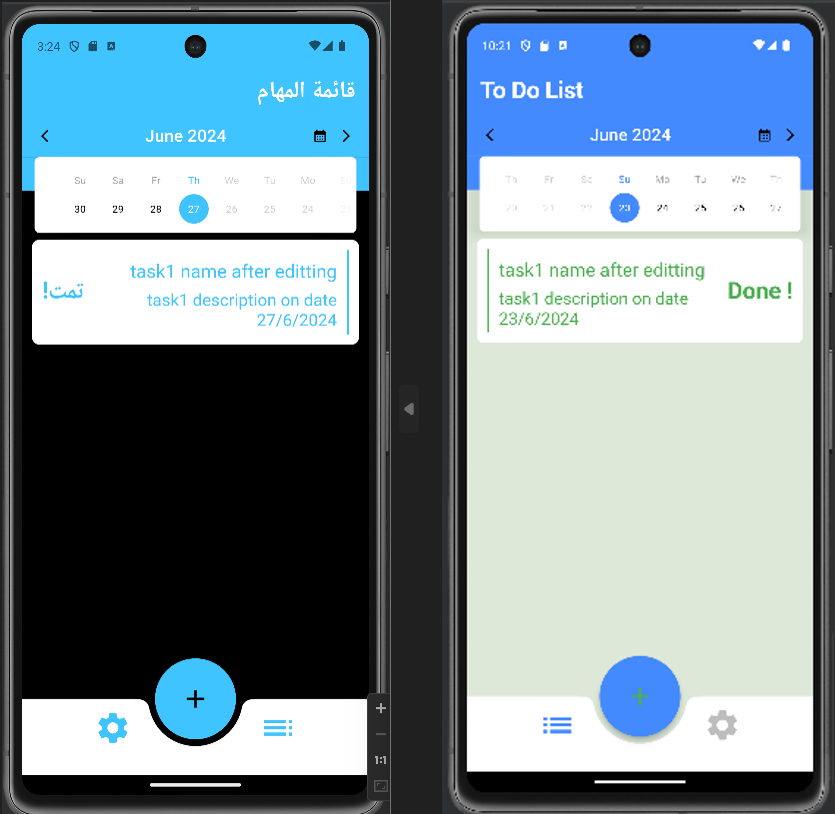 3:24
قائمة المهام
June 2024
Su Sa Fr Th We Tu Mo Su
30 29 28 27 26 25 24
task1 name after editting
task1 description on date
27/6/2024
تمت!
+
10:21
To Do List
June 2024
Th Fr Sa Su Mo Tu We Th
20 21 22 23 24 25 26 27
task1 name after editting
task1 description on date
23/6/2024
Done !
+
+
−
1:1